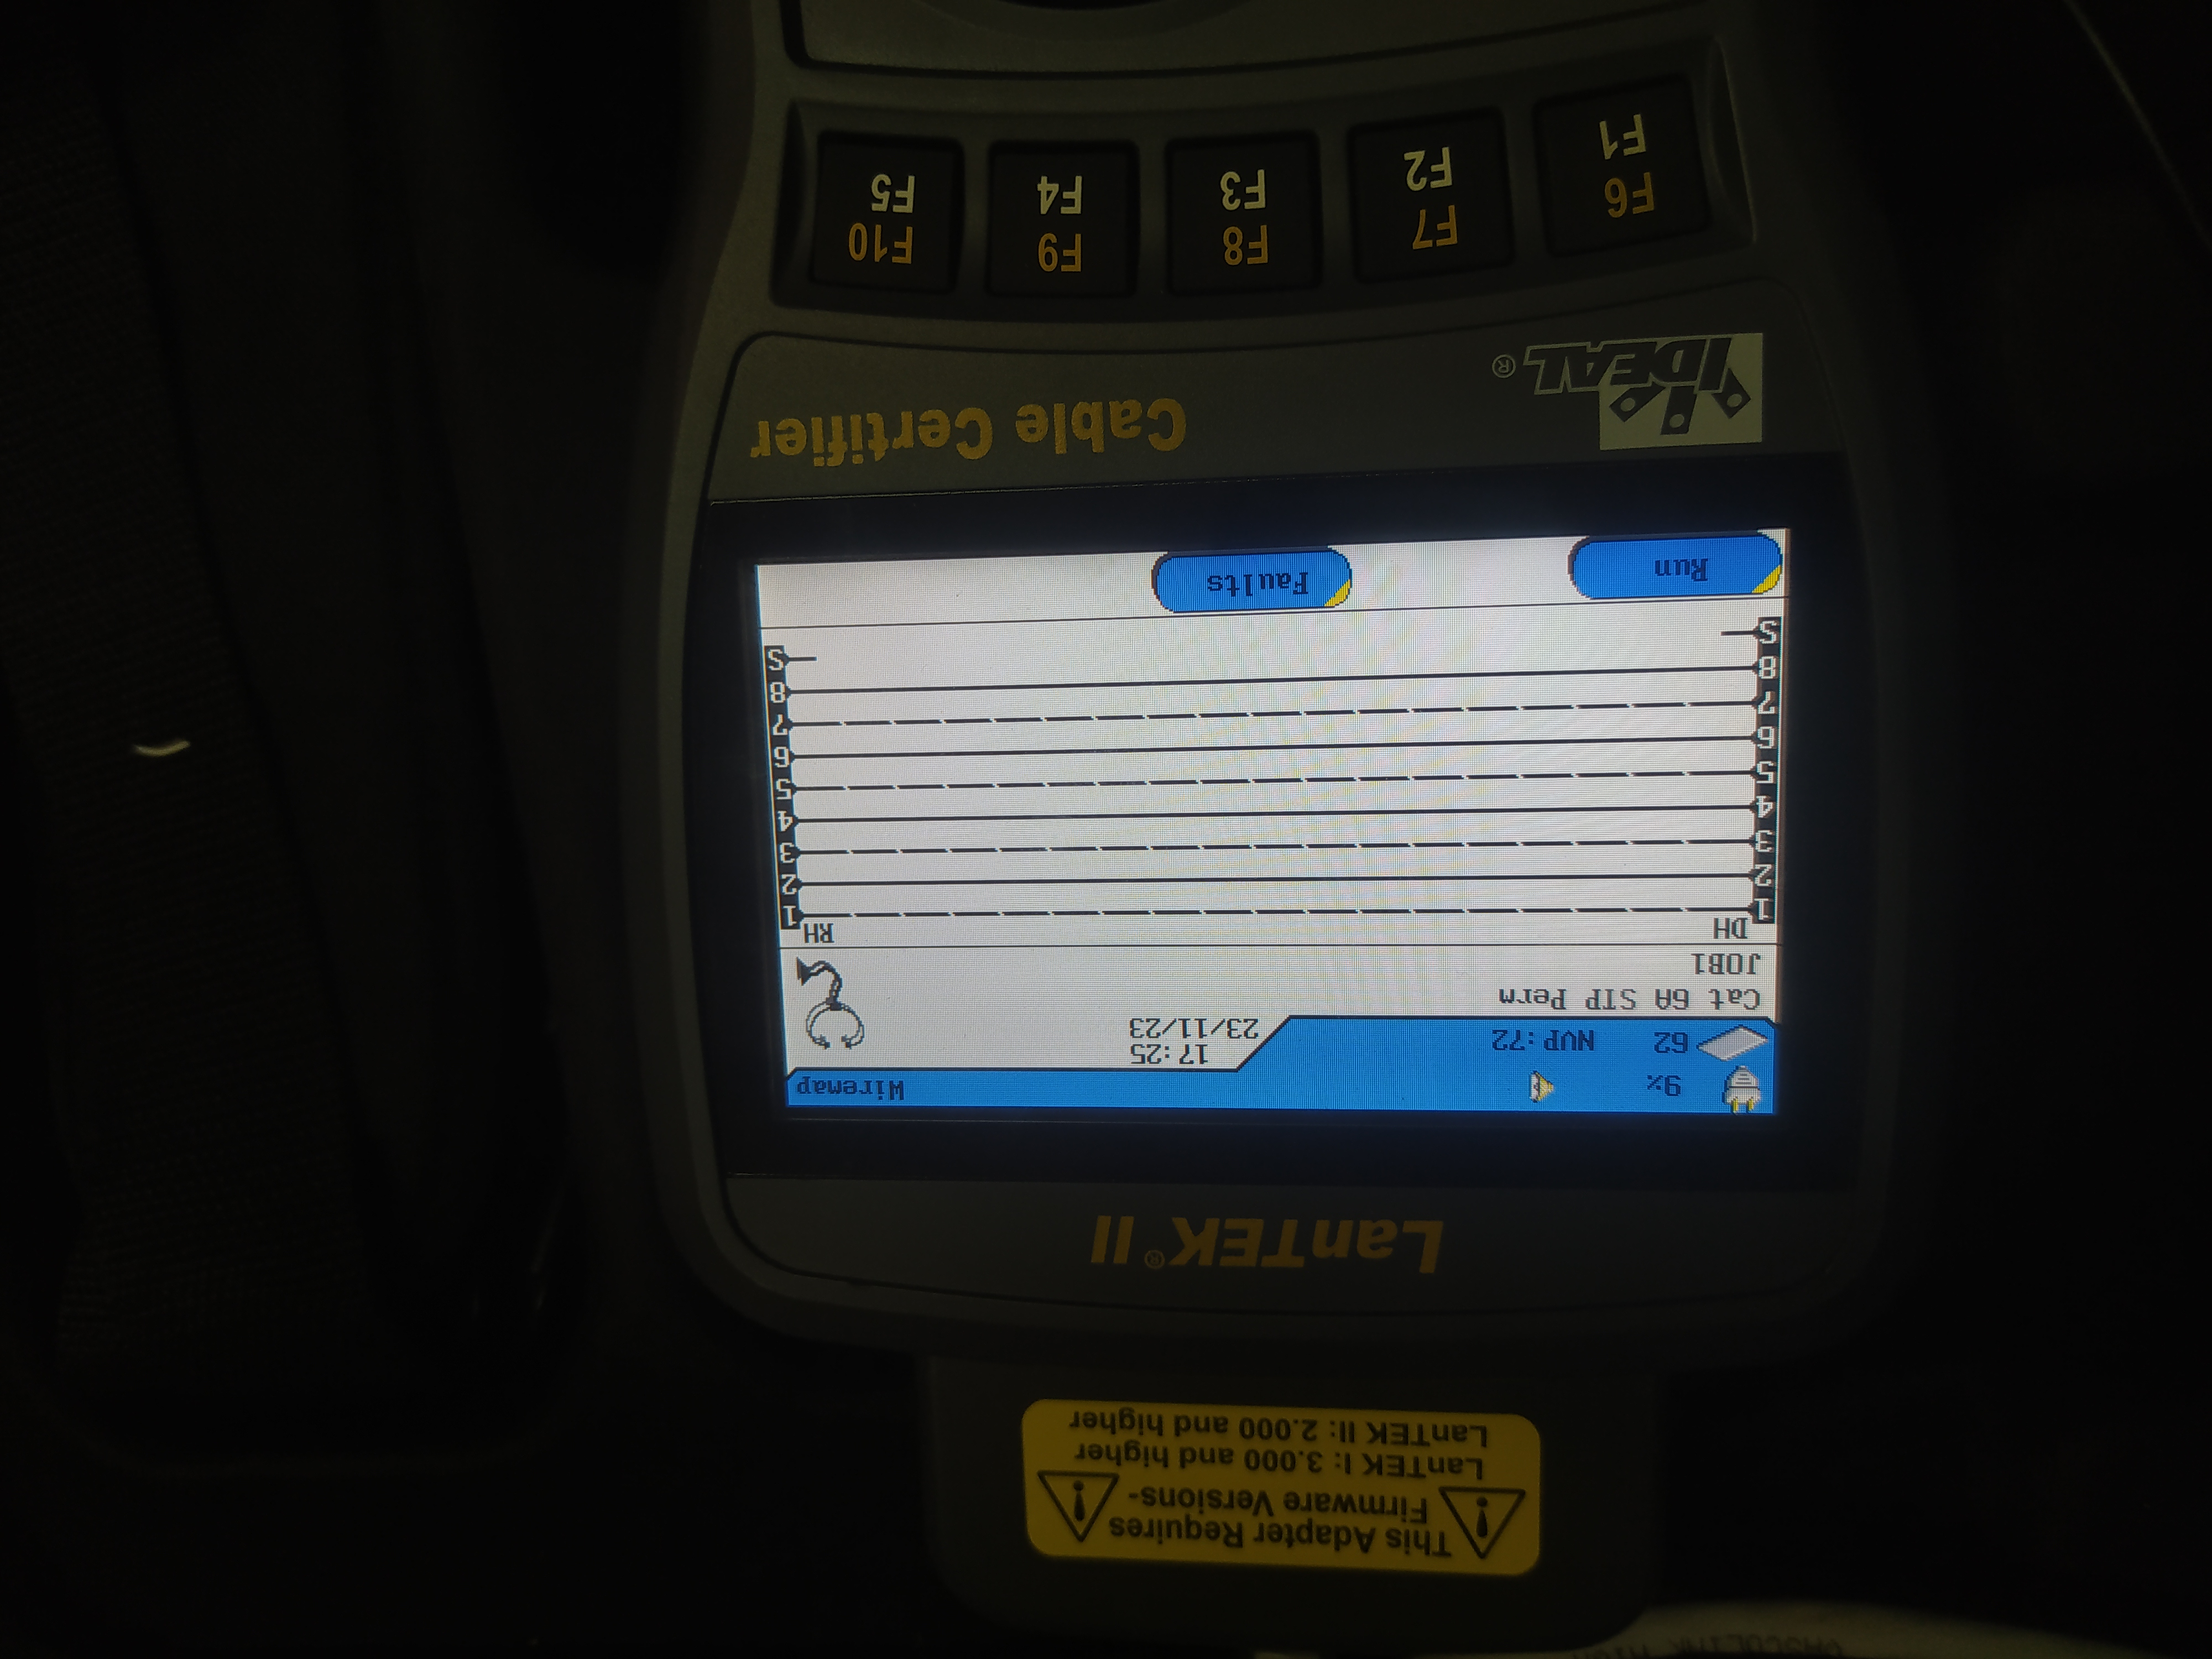 This Adapter Requires
Firmware Versions-
LanTEK I: 3.000 and higher
LanTEK II: 2.000 and higher
LanTEK® II
9%
Wiremap
62 NVP:72
17:25
23/11/23
Cat 6A STP Perm
JOB1
DH RH
1 1
2 2
3 3
4 4
5 5
6 6
7 7
8 8
S S
Run Faults
IDEAL®
Cable Certifier
F6 F7 F8 F9 F10
F1 F2 F3 F4 F5